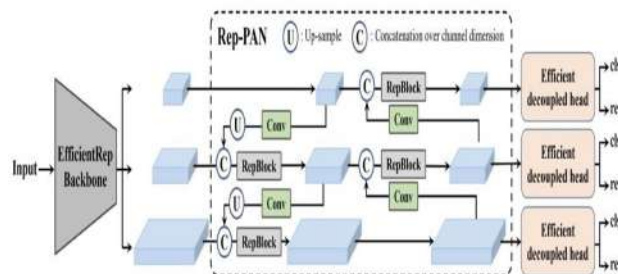 Rep-PAN
U : Up-sample
C : Concatenation over channel dimension
Input
EfficientRep
Backbone
C
RepBlock
Conv
Efficient
decoupled head
U
Conv
C
RepBlock
C
RepBlock
Conv
Efficient
decoupled head
U
Conv
C
RepBlock
Efficient
decoupled head